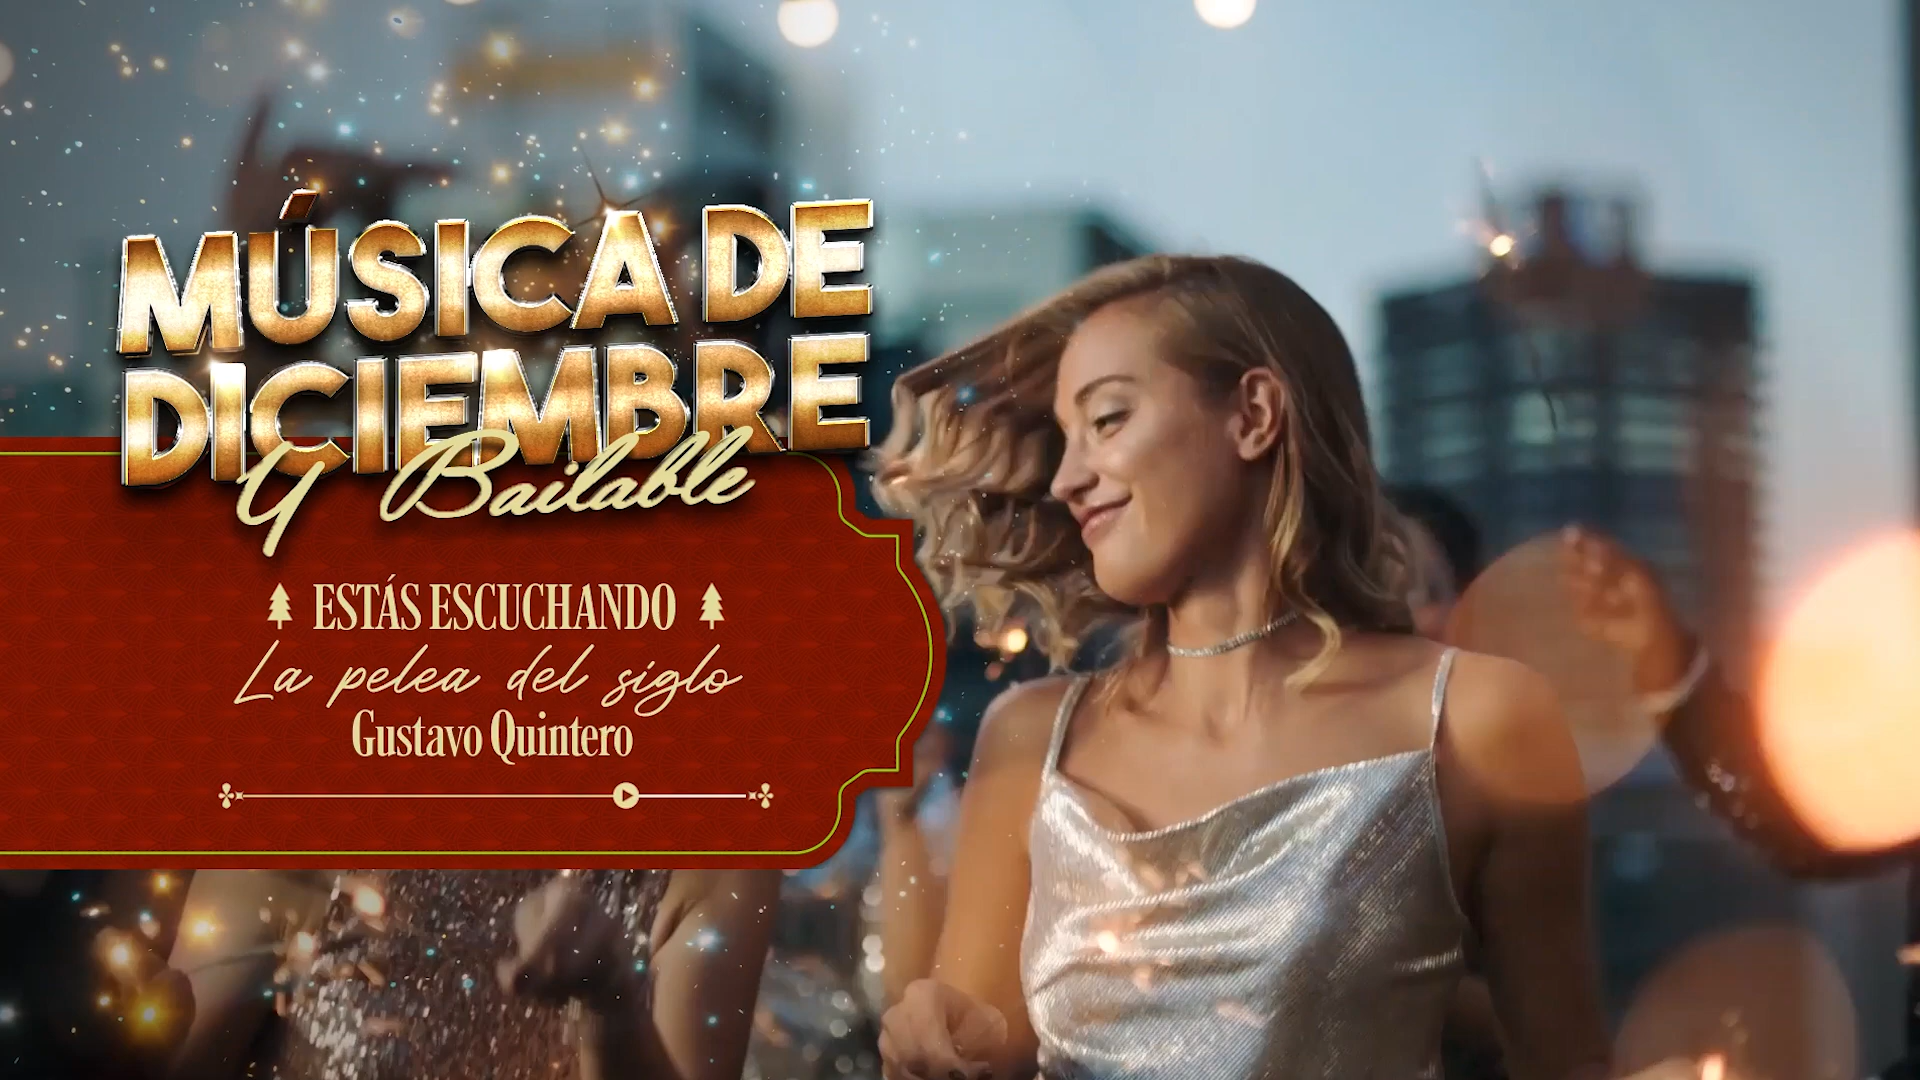 MÚSICA DE
DICIEMBRE
y Bailable
ESTÁS ESCUCHANDO
La pelea del siglo
Gustavo Quintero